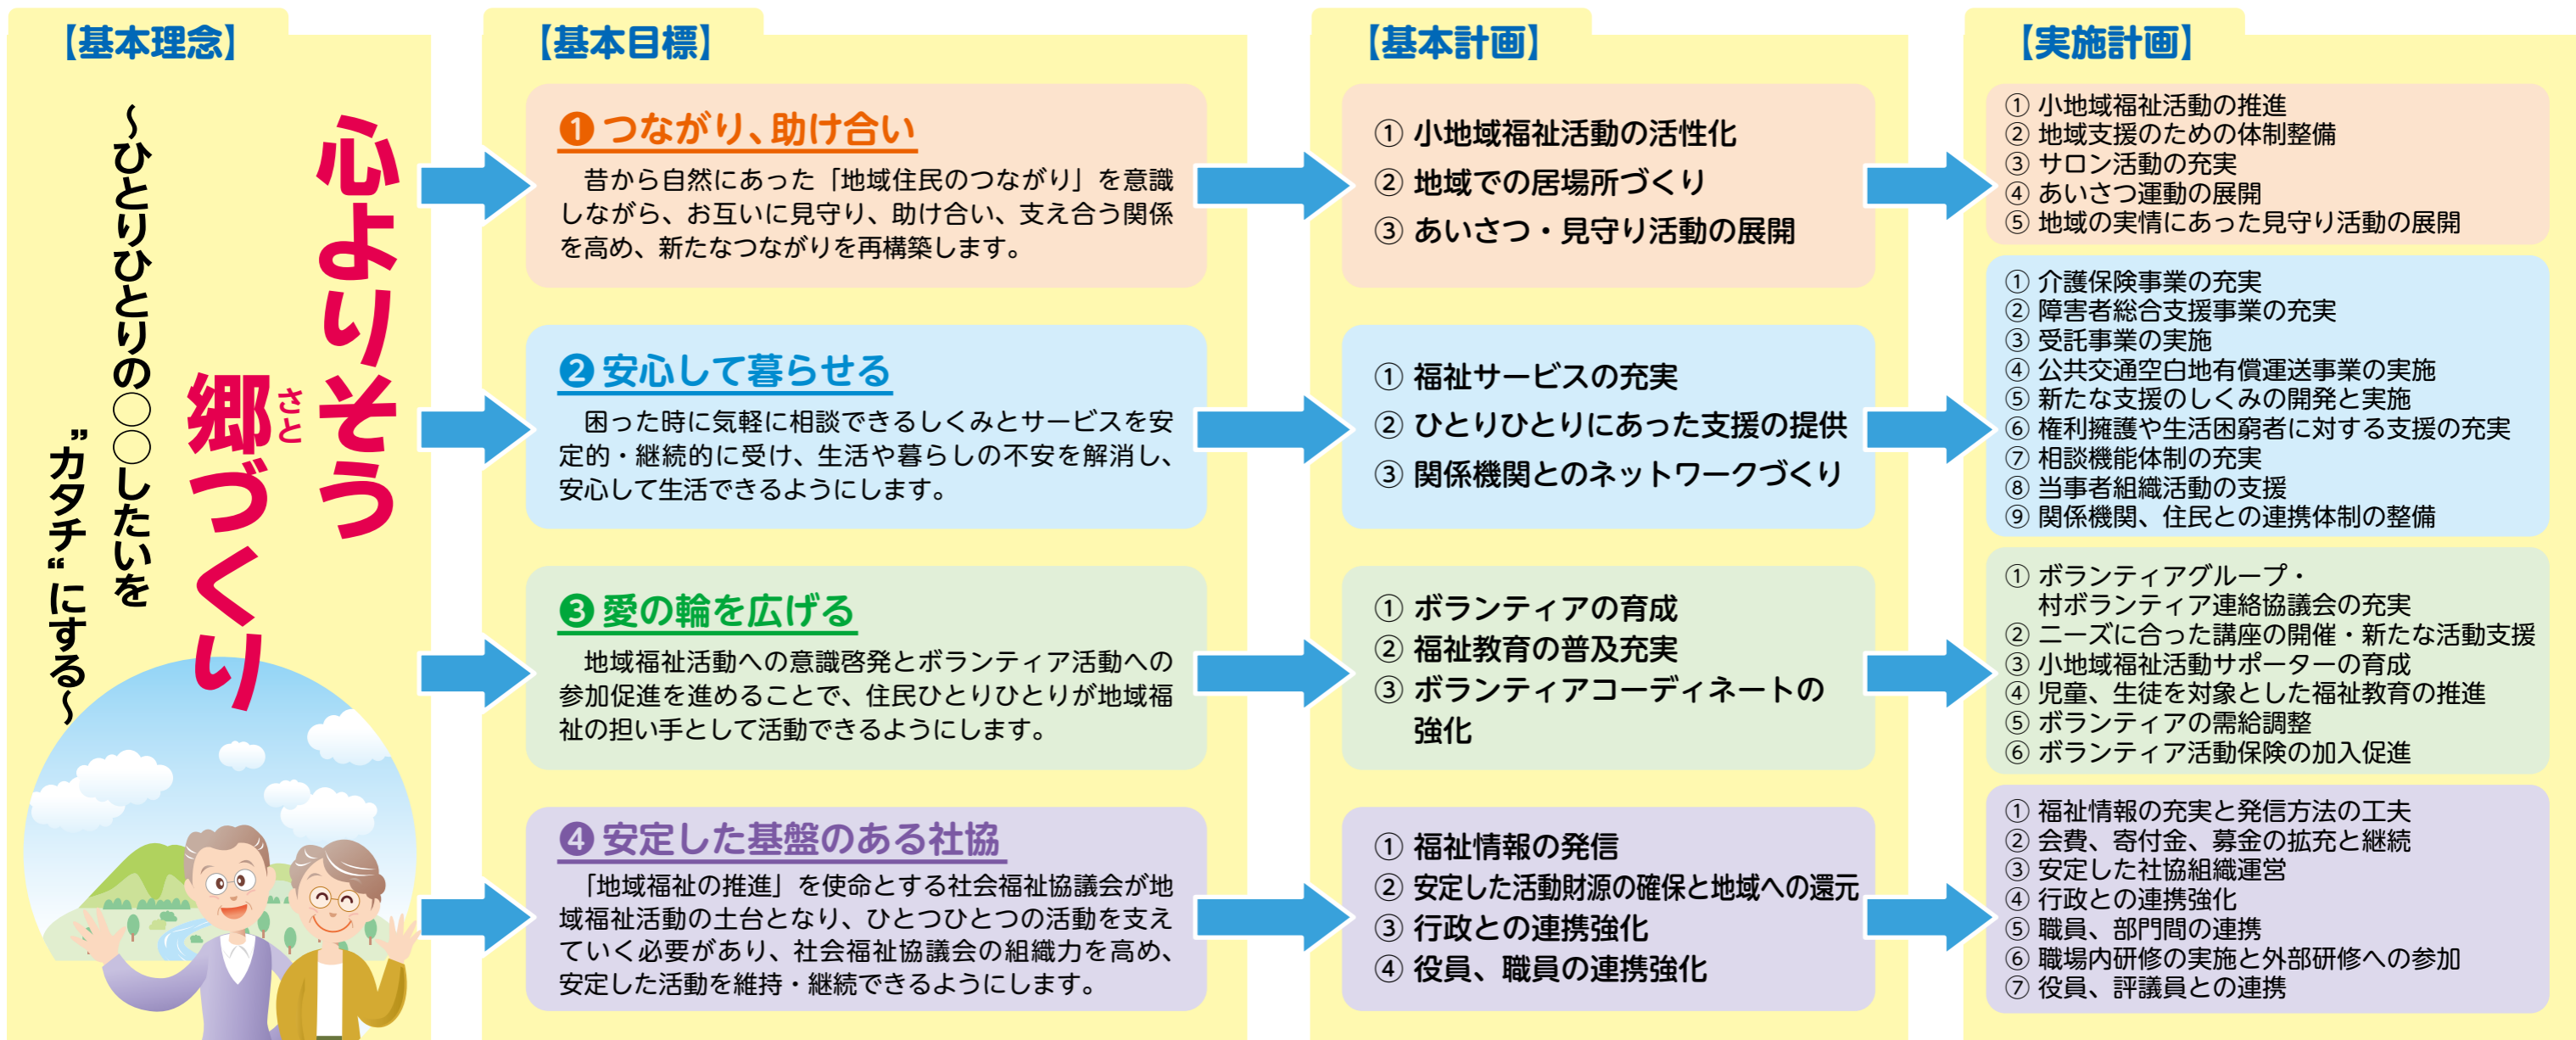 【基本理念】
心よりそう
郷づくり
さと
～ひとりひとりの○○したいを
”カタチ“にする～
【基本目標】
❶つながり、助け合い
昔から自然にあった「地域住民のつながり」を意識
しながら、お互いに見守り、助け合い、支え合う関係
を高め、新たなつながりを再構築します。
❷安心して暮らせる
困った時に気軽に相談できるしくみとサービスを安
定的・継続的に受け、生活や暮らしの不安を解消し、
安心して生活できるようにします。
❸愛の輪を広げる
地域福祉活動への意識啓発とボランティア活動への
参加促進を進めることで、住民ひとりひとりが地域福
祉の担い手として活動できるようにします。
❹安定した基盤のある社協
「地域福祉の推進」を使命とする社会福祉協議会が地
域福祉活動の土台となり、ひとつひとつの活動を支え
ていく必要があり、社会福祉協議会の組織力を高め、
安定した活動を維持・継続できるようにします。
【基本計画】
① 小地域福祉活動の活性化
② 地域での居場所づくり
③ あいさつ・見守り活動の展開
① 福祉サービスの充実
② ひとりひとりにあった支援の提供
③ 関係機関とのネットワークづくり
① ボランティアの育成
② 福祉教育の普及充実
③ ボランティアコーディネートの
強化
① 福祉情報の発信
② 安定した活動財源の確保と地域への還元
③ 行政との連携強化
④ 役員、職員の連携強化
【実施計画】
① 小地域福祉活動の推進
② 地域支援のための体制整備
③ サロン活動の充実
④ あいさつ運動の展開
⑤ 地域の実情にあった見守り活動の展開
① 介護保険事業の充実
② 障害者総合支援事業の充実
③ 受託事業の実施
④ 公共交通空白地有償運送事業の実施
⑤ 新たな支援のしくみの開発と実施
⑥ 権利擁護や生活困窮者に対する支援の充実
⑦ 相談機能体制の充実
⑧ 当事者組織活動の支援
⑨ 関係機関、住民との連携体制の整備
① ボランティアグループ・
村ボランティア連絡協議会の充実
② ニーズに合った講座の開催・新たな活動支援
③ 小地域福祉活動サポーターの育成
④ 児童、生徒を対象とした福祉教育の推進
⑤ ボランティアの需給調整
⑥ ボランティア活動保険の加入促進
① 福祉情報の充実と発信方法の工夫
② 会費、寄付金、募金の拡充と継続
③ 安定した社協組織運営
④ 行政との連携強化
⑤ 職員、部門間の連携
⑥ 職場内研修の実施と外部研修への参加
⑦ 役員、評議員との連携